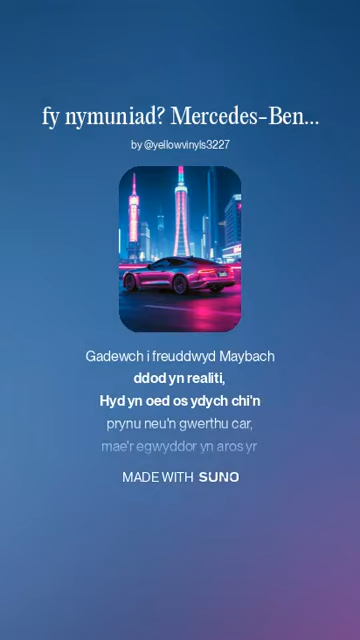 fy nymuniad? Mercedes-Ben...
by @yellowvinyls3227
Gadewch i freuddwyd Maybach
ddod yn realiti,
Hyd yn oed os ydych chi'n
prynu neu'n gwerthu car,
mae'r egwyddor yn aros yr
MADE WITH SUNO